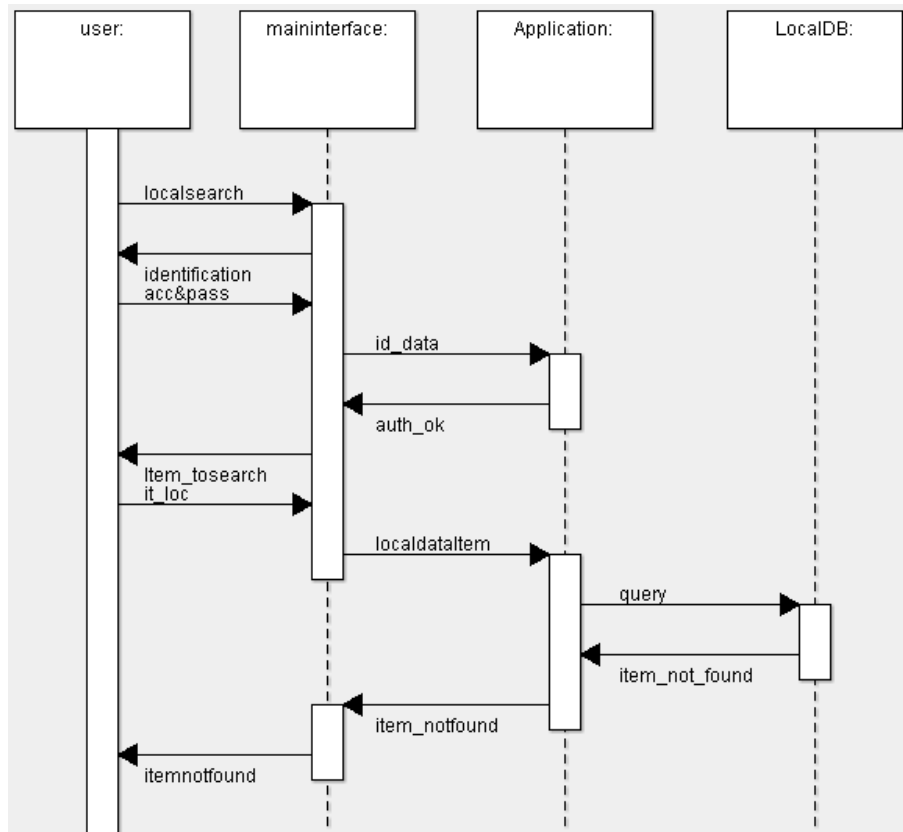 user:
maininterface:
Application:
LocalDB:
localsearch
identification
acc&pass
id_data
auth_ok
Item_tosearch
it_loc
localdataItem
query
item_not_found
item_notfound
itemnotfound